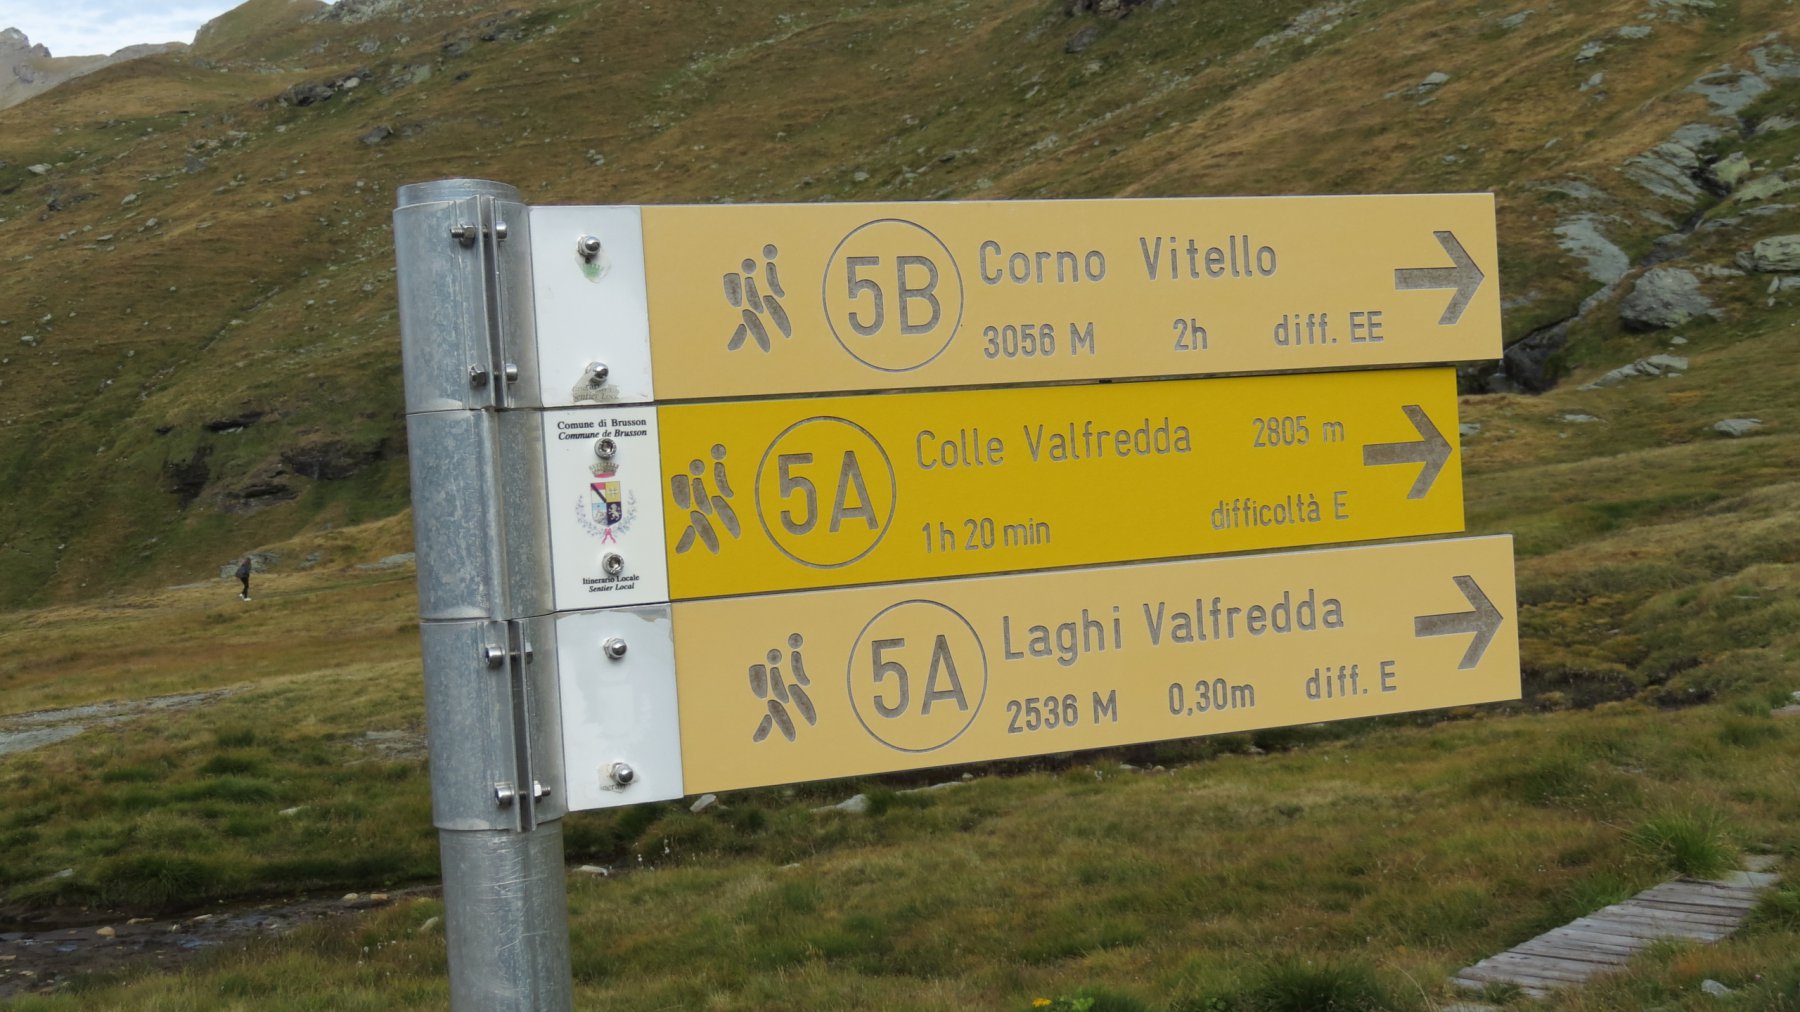 5B Corno Vitello
3056 M 2h diff. EE
Comune di Brusson
Commune de Brusson
5A Colle Valfredda 2805 m
1h 20 min difficoltà E
Itinerario Locale
Sentier Local
5A Laghi Valfredda
2536 M 0,30m diff. E